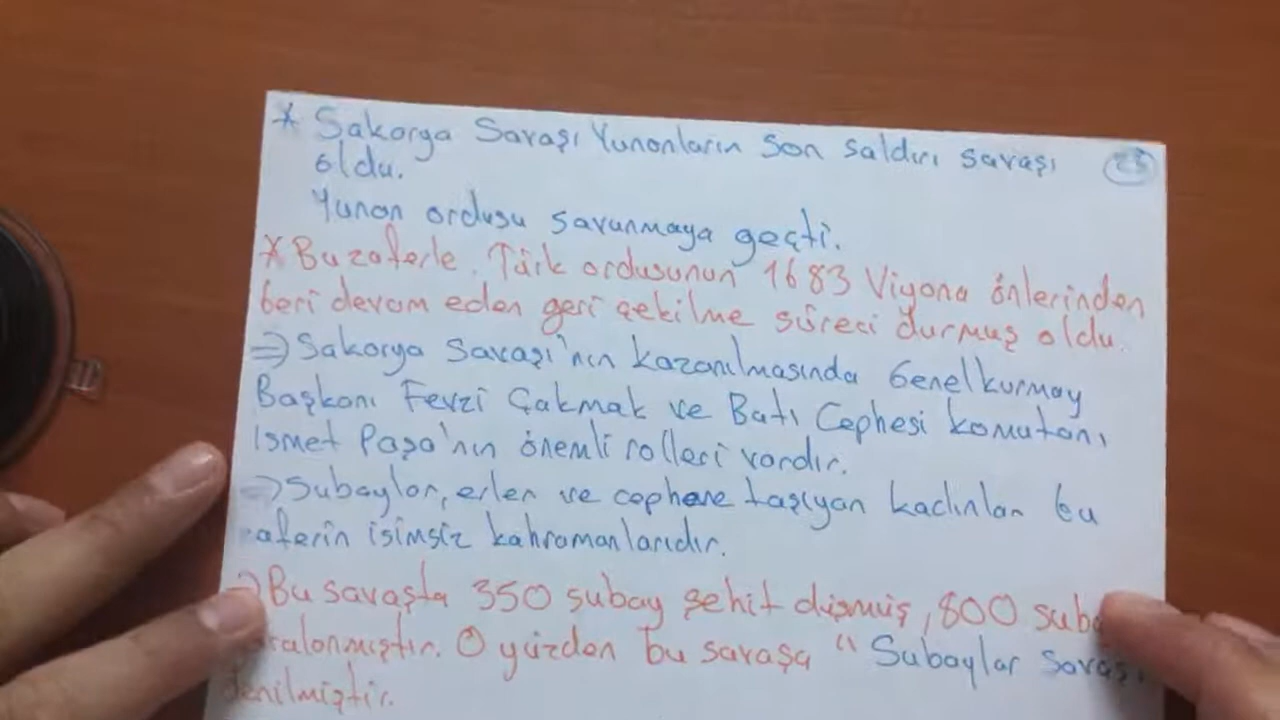 * Sakarya Savaşı Yunanların son saldırı savaşı
oldu.
Yunan ordusu savunmaya geçti.
* Bu zaferle. Türk ordusunun 1683 Viyana önlerinden
beri devam eden geri çekilme süreci durmuş oldu.
⇒ Sakarya Savaşı'nın kazanılmasında Genelkurmay
Başkanı Fevzi Çakmak ve Batı Cephesi komutanı
İsmet Paşa'nın önemli rolleri vardır.
⇒ Subaylar, erler ve cephane taşıyan kadınlar bu
aferin isimsiz kahramanlarıdır.
⇒ Bu savaşta 350 subay şehit düşmüş, 800 suba
ralanmıştır. O yüzden bu savaşa "Subaylar Savaşı
denilmiştir.